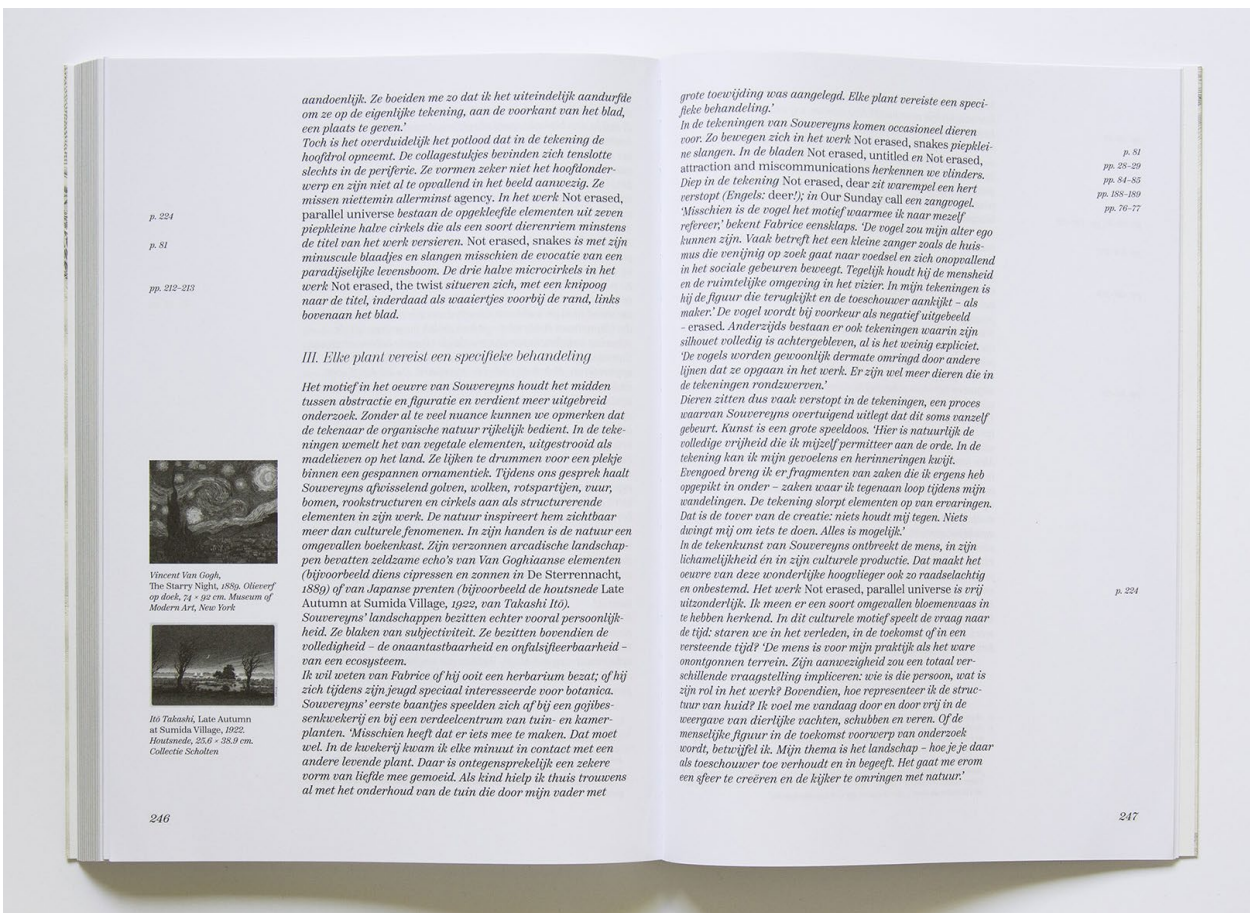 aandoenlijk. Ze boeiden me zo dat ik het uiteindelijk aandurfde
om ze op de eigenlijke tekening, aan de voorkant van het blad,
een plaats te geven.’
Toch is het overduidelijk het potlood dat in de tekening de
hoofdrol opneemt. De collagestukjes bevinden zich tenslotte
slechts in de periferie. Ze vormen zeker niet het hoofdonder-
werp en zijn niet al te opvallend in het beeld aanwezig. Ze
missen niettemin allerminst agency. In het werk Not erased,
parallel universe bestaan de opgekleefde elementen uit zeven
piepkleine halve cirkels die als een soort dierenriem minstens
de titel van het werk versieren. Not erased, snakes is met zijn
minuscule blaadjes en slangen misschien de evocatie van een
paradijselijke levensboom. De drie halve microcirkels in het
werk Not erased, the twist situeren zich, met een knipoog
naar de titel, inderdaad als waaiertjes voorbij de rand, links
bovenaan het blad.
p. 224
p. 81
pp. 212–213
III. Elke plant vereist een specifieke behandeling
Het motief in het oeuvre van Souvereyns houdt het midden
tussen abstractie en figuratie en verdient meer uitgebreid
onderzoek. Zonder al te veel nuance kunnen we opmerken dat
de tekenaar de organische natuur rijkelijk bedient. In de teke-
ningen wemelt het van vegetale elementen, uitgestrooid als
madelieven op het land. Ze lijken te drummen voor een plekje
binnen een gespannen ornamentiek. Tijdens ons gesprek haalt
Souvereyns afwisselend golven, wolken, rotspartijen, vuur,
bomen, rookstructuren en cirkels aan als structurerende
elementen in zijn werk. De natuur inspireert hem zichtbaar
meer dan culturele fenomenen. In zijn handen is de natuur een
omgevallen boekenkast. Zijn verzonnen arcadische landschap-
pen bevatten zeldzame echo’s van Van Goghiaanse elementen
(bijvoorbeeld diens cipressen en zonnen in De Sterrennacht,
1889) of van Japanse prenten (bijvoorbeeld de houtsnede Late
Autumn at Sumida Village, 1922, van Takashi Itō).
Souvereyns’ landschappen bezitten echter vooral persoonlijk-
heid. Ze blaken van subjectiviteit. Ze bezitten bovendien de
volledigheid – de onaantastbaarheid en onfalsifieerbaarheid –
van een ecosysteem.
Ik wil weten van Fabrice of hij ooit een herbarium bezat; of hij
zich tijdens zijn jeugd speciaal interesseerde voor botanica.
Souvereyns’ eerste baantjes speelden zich af bij een gojibes-
senkwekerij en bij een verdeelcentrum van tuin- en kamer-
planten. ‘Misschien heeft dat er iets mee te maken. Dat moet
wel. In de kwekerij kwam ik elke minuut in contact met een
andere levende plant. Daar is ontegensprekelijk een zekere
vorm van liefde mee gemoeid. Als kind hielp ik thuis trouwens
al met het onderhoud van de tuin die door mijn vader met
Vincent Van Gogh,
The Starry Night, 1889. Olieverf
op doek, 74 × 92 cm. Museum of
Modern Art, New York
Itō Takashi, Late Autumn
at Sumida Village, 1922.
Houtsnede, 25.6 × 38.9 cm.
Collectie Scholten
246
grote toewijding was aangelegd. Elke plant vereiste een speci-
fieke behandeling.’
In de tekeningen van Souvereyns komen occasioneel dieren
voor. Zo bewegen zich in het werk Not erased, snakes piepklei-
ne slangen. In de bladen Not erased, untitled en Not erased,
attraction and miscommunications herkennen we vlinders.
Diep in de tekening Not erased, dear zit warempel een hert
verstopt (Engels: deer!); in Our Sunday call een zangvogel.
‘Misschien is de vogel het motief waarmee ik naar mezelf
refereer,’ bekent Fabrice eensklaps. ‘De vogel zou mijn alter ego
kunnen zijn. Vaak betreft het een kleine zanger zoals de huis-
mus die venijnig op zoek gaat naar voedsel en zich onopvallend
in het sociale gebeuren beweegt. Tegelijk houdt hij de mensheid
en de ruimtelijke omgeving in het vizier. In mijn tekeningen is
hij de figuur die terugkijkt en de toeschouwer aankijkt – als
maker.’ De vogel wordt bij voorkeur als negatief uitgebeeld
– erased. Anderzijds bestaan er ook tekeningen waarin zijn
silhouet volledig is achtergebleven, al is het weinig expliciet.
‘De vogels worden gewoonlijk dermate omringd door andere
lijnen dat ze opgaan in het werk. Er zijn wel meer dieren die in
de tekeningen rondzwerven.’
Dieren zitten dus vaak verstopt in de tekeningen, een proces
waarvan Souvereyns overtuigend uitlegt dat dit soms vanzelf
gebeurt. Kunst is een grote speeldoos. ‘Hier is natuurlijk de
volledige vrijheid die ik mijzelf permitteer aan de orde. In de
tekening kan ik mijn gevoelens en herinneringen kwijt.
Evengoed breng ik er fragmenten van zaken die ik ergens heb
opgepikt in onder – zaken waar ik tegenaan loop tijdens mijn
wandelingen. De tekening slorpt elementen op van ervaringen.
Dat is de tover van de creatie: niets houdt mij tegen. Niets
dwingt mij om iets te doen. Alles is mogelijk.’
In de tekenkunst van Souvereyns ontbreekt de mens, in zijn
lichamelijkheid én in zijn culturele productie. Dat maakt het
oeuvre van deze wonderlijke hoogvlieger ook zo raadselachtig
en onbestemd. Het werk Not erased, parallel universe is vrij
uitzonderlijk. Ik meen er een soort omgevallen bloemenvaas in
te hebben herkend. In dit culturele motief speelt de vraag naar
de tijd: staren we in het verleden, in de toekomst of in een
versteende tijd? ‘De mens is voor mijn praktijk als het ware
onontgonnen terrein. Zijn aanwezigheid zou een totaal ver-
schillende vraagstelling impliceren: wie is die persoon, wat is
zijn rol in het werk? Bovendien, hoe representeer ik de struc-
tuur van huid? Ik voel me vandaag door en door vrij in de
weergave van dierlijke vachten, schubben en veren. Of de
menselijke figuur in de toekomst voorwerp van onderzoek
wordt, betwijfel ik. Mijn thema is het landschap – hoe je je daar
als toeschouwer toe verhoudt en in begeeft. Het gaat me erom
een sfeer te creëren en de kijker te omringen met natuur.’
p. 81
pp. 28–29
pp. 84–85
pp. 188–189
pp. 76–77
p. 224
247